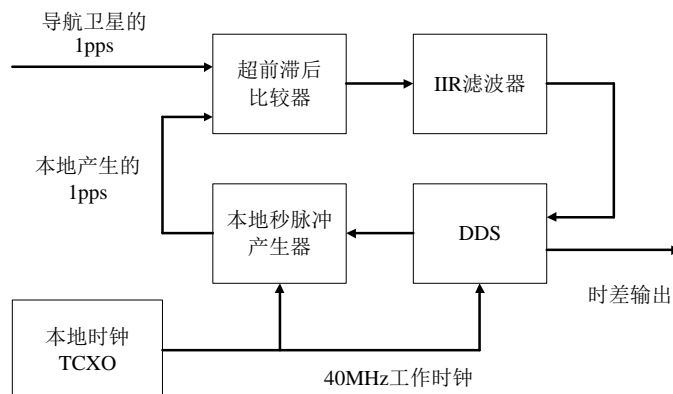 导航卫星的
1pps
超前滞后
比较器
IIR滤波器
本地产生的
1pps
本地秒脉冲
产生器
DDS
时差输出
本地时钟
TCXO
40MHz工作时钟